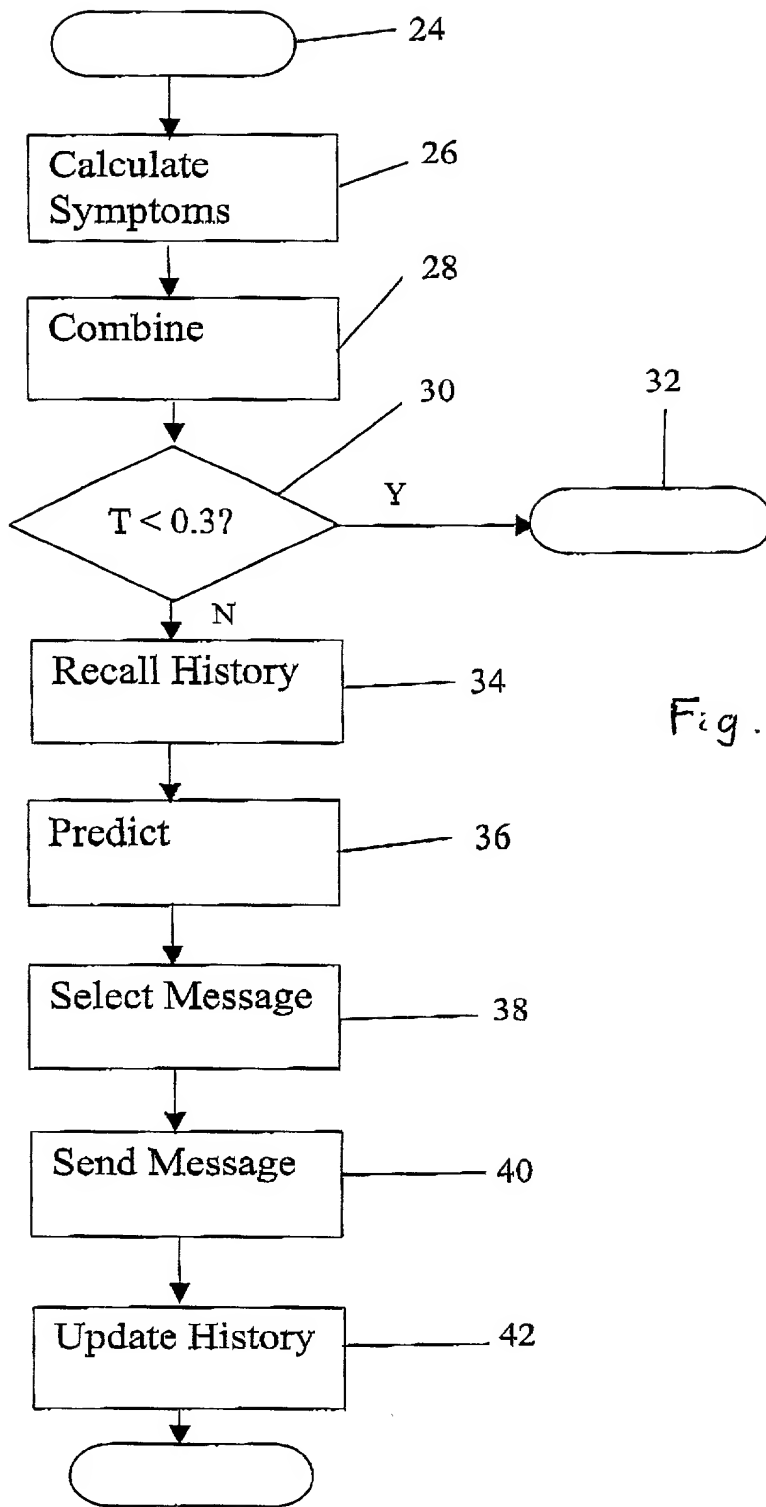 24
Calculate
Symptoms
26
Combine
28
30
32
T < 0.3?
Y
N
Recall History
34
Fig.
Predict
36
Select Message
38
Send Message
40
Update History
42